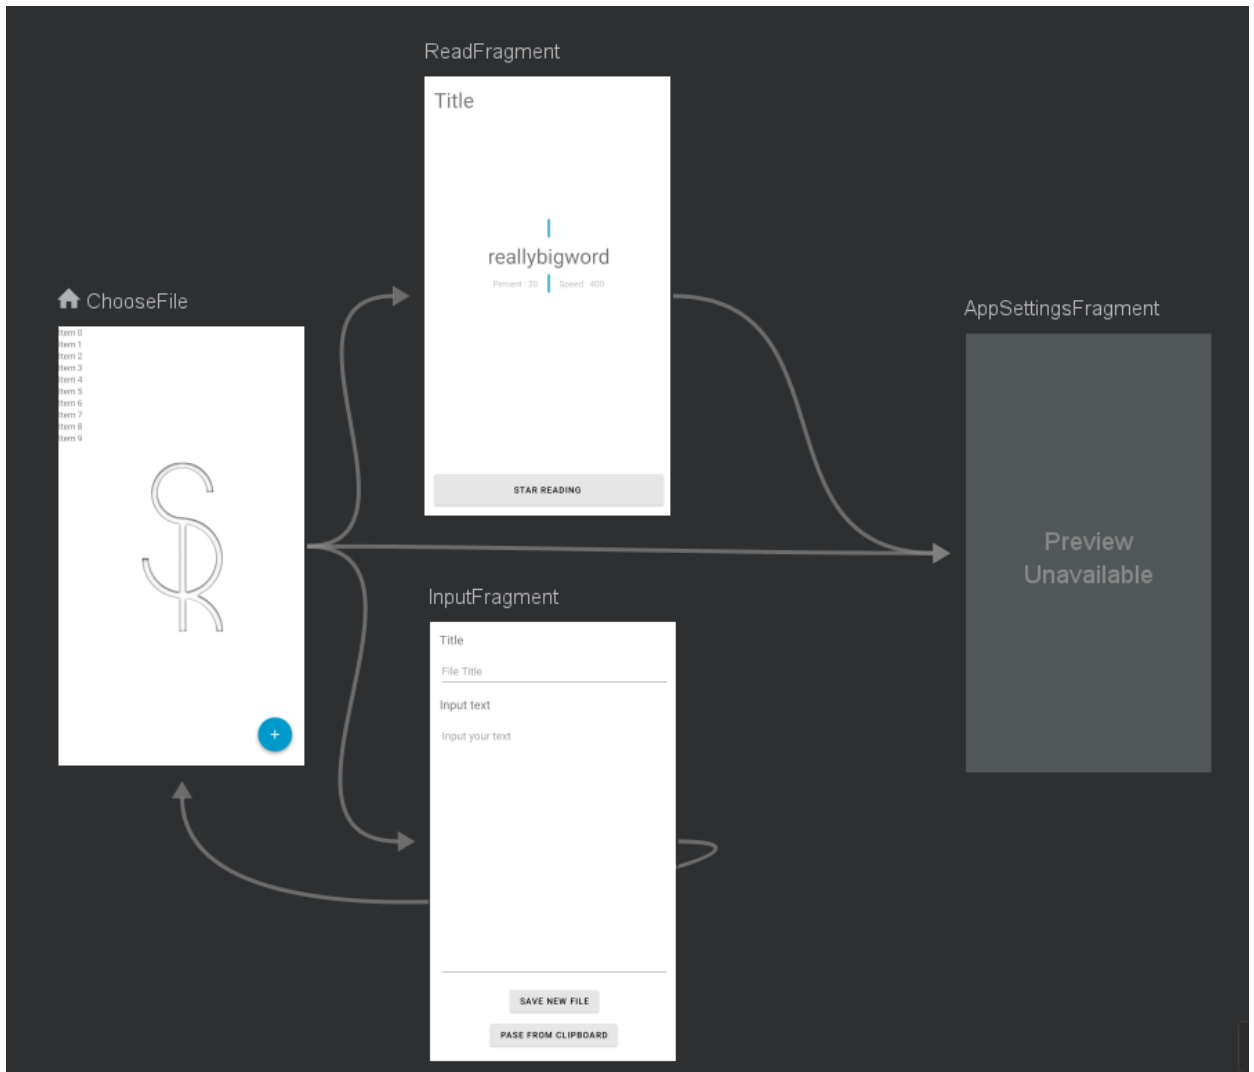 ReadFragment
Title
reallybigword
Percent : 20 Speed : 400
STAR READING
ChooseFile
Item 0
Item 1
Item 2
Item 3
Item 4
Item 5
Item 6
Item 7
Item 8
Item 9
+
AppSettingsFragment
Preview
Unavailable
InputFragment
Title
File Title
Input text
Input your text
SAVE NEW FILE
PASE FROM CLIPBOARD